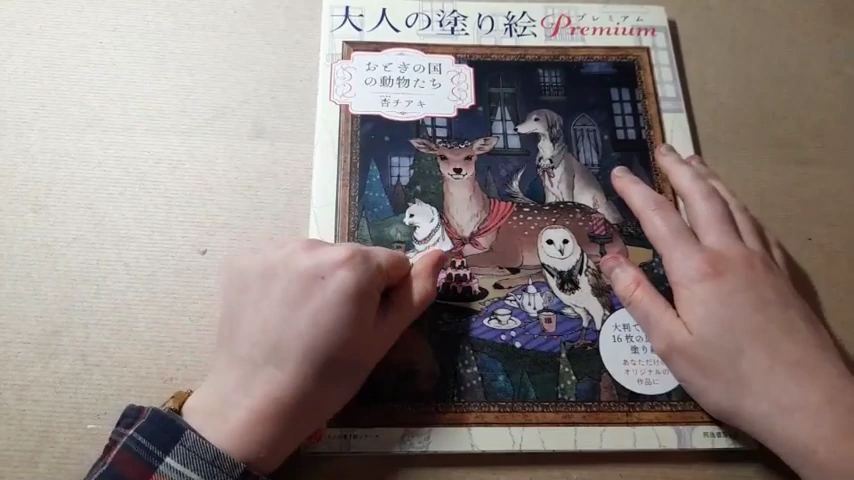 大人の塗り絵 Premium
プレミアム
おとぎの国
の動物たち
杏チアキ
大判で
16枚の
塗り
あなただけの
オリジナルの
作品に